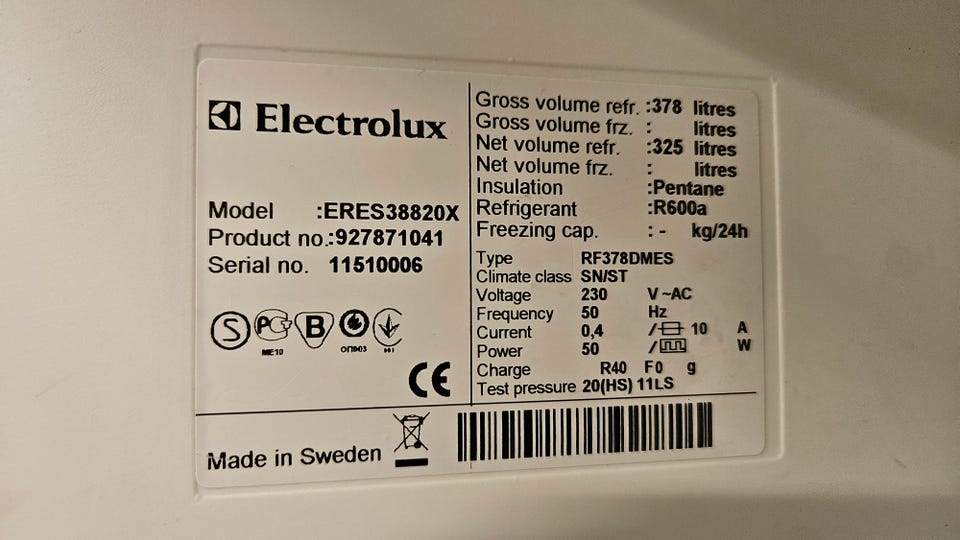 Electrolux
Model :ERES38820X
Product no.:927871041
Serial no. 11510006
S PCT B
ME10 ОП003
CE
Made in Sweden
Gross volume refr. :378 litres
Gross volume frz. : litres
Net volume refr. :325 litres
Net volume frz. : litres
Insulation :Pentane
Refrigerant :R600a
Freezing cap. : - kg/24h
Type RF378DMES
Climate class SN/ST
Voltage 230 V ~AC
Frequency 50 Hz
Current 0,4 / 10 A
Power 50 / W
Charge R40 F0 g
Test pressure 20(HS) 11LS